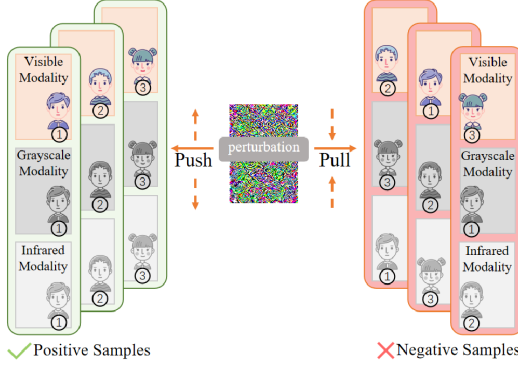 Visible
Modality
1
Grayscale
Modality
1
Infrared
Modality
1
2
2
2
3
3
3
Push
perturbation
Pull
2
3
1
1
3
Visible
Modality
3
Grayscale
Modality
1
Infrared
Modality
2
Positive Samples
Negative Samples